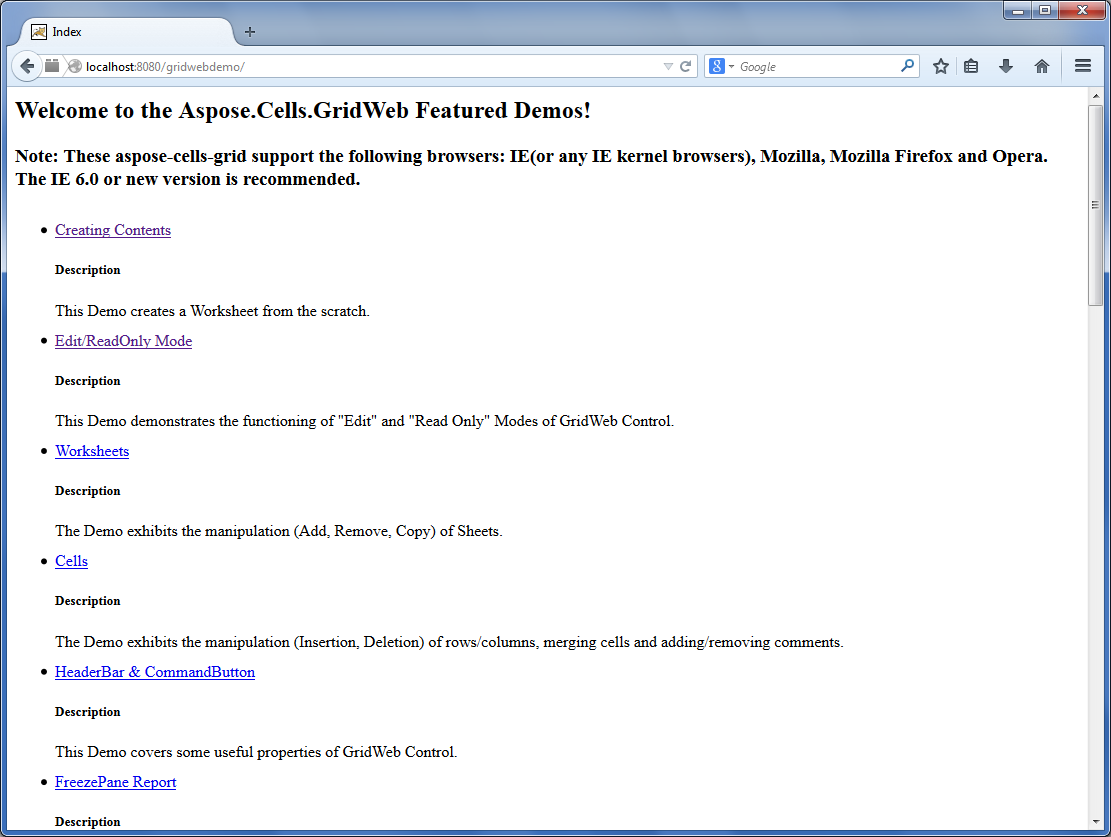 Index
localhost:8080/gridwebdemo/
Google
Welcome to the Aspose.Cells.GridWeb Featured Demos!
Note: These aspose-cells-grid support the following browsers: IE(or any IE kernel browsers), Mozilla, Mozilla Firefox and Opera.
The IE 6.0 or new version is recommended.
Creating Contents
Description
This Demo creates a Worksheet from the scratch.
Edit/ReadOnly Mode
Description
This Demo demonstrates the functioning of "Edit" and "Read Only" Modes of GridWeb Control.
Worksheets
Description
The Demo exhibits the manipulation (Add, Remove, Copy) of Sheets.
Cells
Description
The Demo exhibits the manipulation (Insertion, Deletion) of rows/columns, merging cells and adding/removing comments.
HeaderBar & CommandButton
Description
This Demo covers some useful properties of GridWeb Control.
FreezePane Report
Description